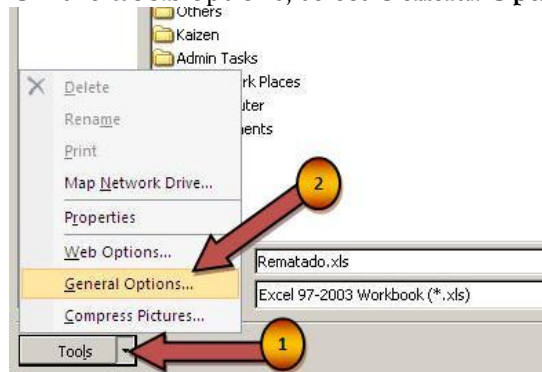 Others
Kaizen
Admin Tasks
rk Places
uter
ents
Delete
Rename
Print
Map Network Drive...
Properties
Web Options...
General Options...
Compress Pictures...
2
Rematado.xls
Excel 97-2003 Workbook (*.xls)
Tools
1